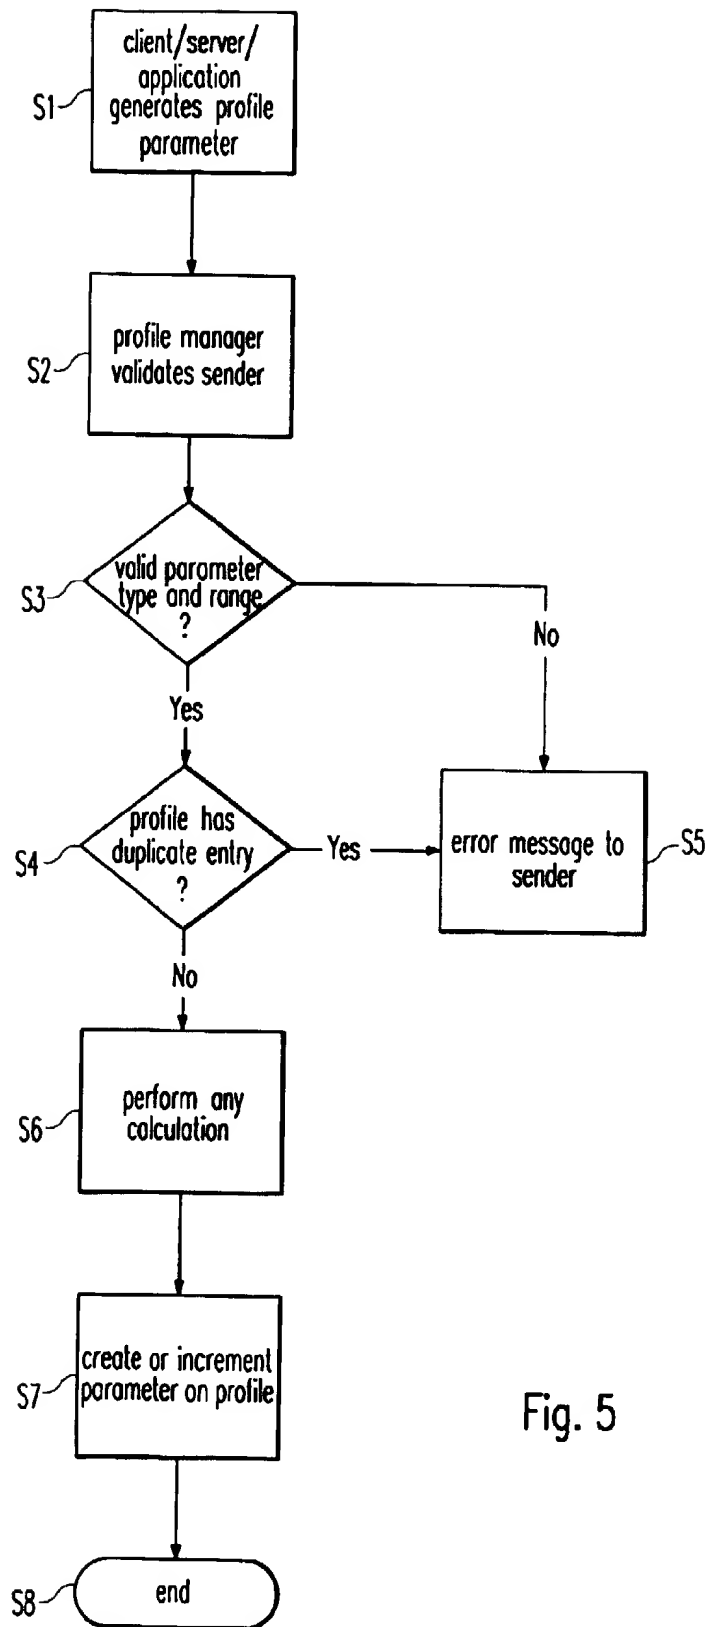 client/server/
application
generates profile
parameter
S1
profile manager
validates sender
S2
valid parameter
type and range
?
S3
No
Yes
profile has
duplicate entry
?
S4
Yes
error message to
sender
S5
No
perform any
calculation
S6
create or increment
parameter on profile
S7
Fig. 5
end
S8